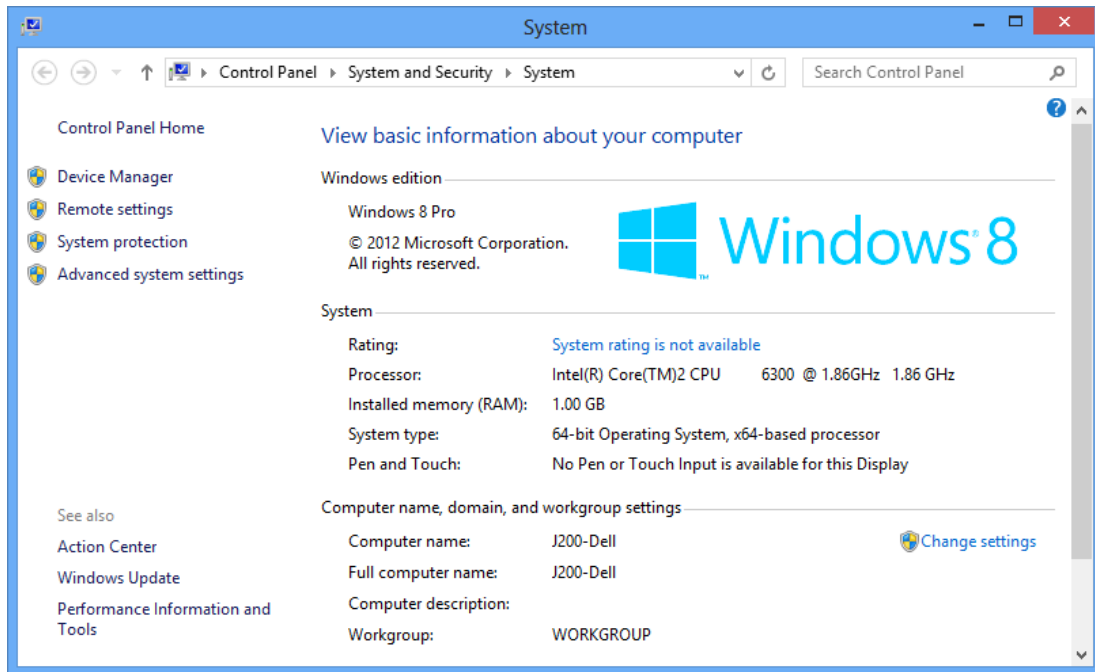 System
Control Panel System and Security System
Search Control Panel
Control Panel Home
Device Manager
Remote settings
System protection
Advanced system settings
See also
Action Center
Windows Update
Performance Information and
Tools
View basic information about your computer
Windows edition
Windows 8 Pro
© 2012 Microsoft Corporation.
All rights reserved.
Windows® 8
™
System
Rating: System rating is not available
Processor: Intel(R) Core(TM)2 CPU 6300 @ 1.86GHz 1.86 GHz
Installed memory (RAM): 1.00 GB
System type: 64-bit Operating System, x64-based processor
Pen and Touch: No Pen or Touch Input is available for this Display
Computer name, domain, and workgroup settings
Computer name: J200-Dell Change settings
Full computer name: J200-Dell
Computer description:
Workgroup: WORKGROUP